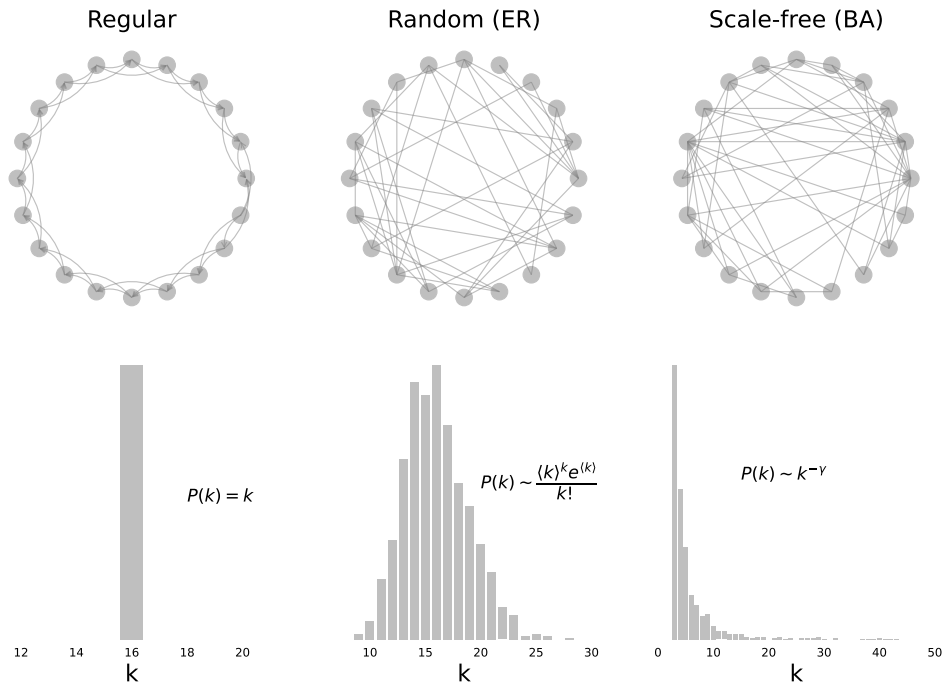 Regular Random (ER) Scale-free (BA)
P(k) = k
P(k) ~ ⟨k⟩^k e^⟨k⟩ / k!
P(k) ~ k^−γ
12 14 16 18 20
k
10 15 20 25 30
k
0 10 20 30 40 50
k